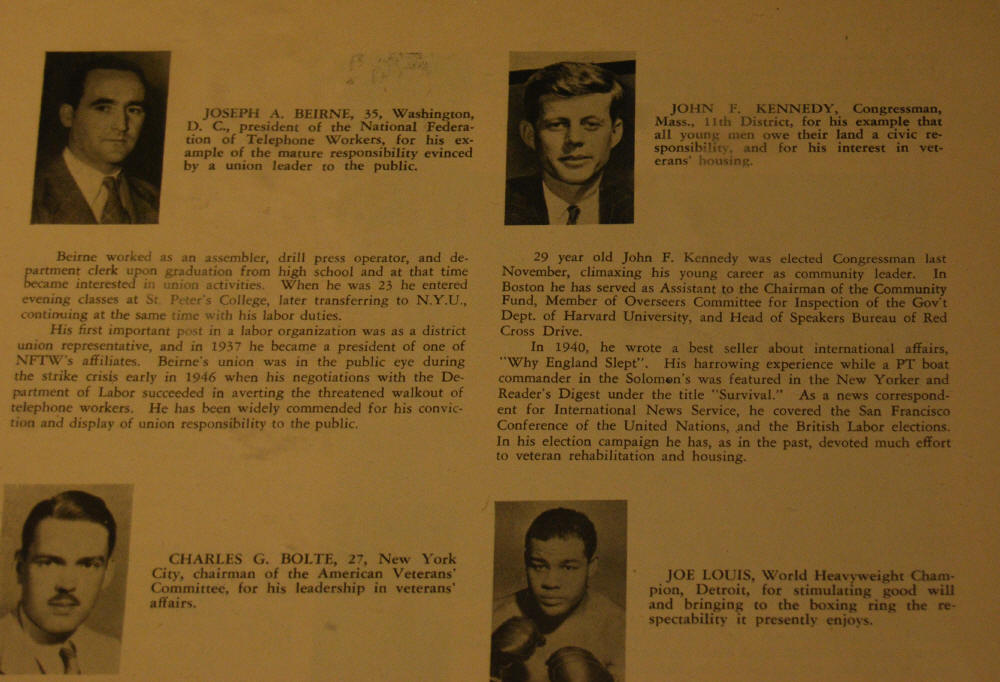 JOSEPH A. BEIRNE, 35, Washington,
D. C., president of the National Federa-
tion of Telephone Workers, for his ex-
ample of the mature responsibility evinced
by a union leader to the public.
Beirne worked as an assembler, drill press operator, and de-
partment clerk upon graduation from high school and at that time
became interested in union activities. When he was 23 he entered
evening classes at St. Peter's College, later transferring to N.Y.U.,
continuing at the same time with his labor duties.
His first important post in a labor organization was as a district
union representative, and in 1937 he became a president of one of
NFTW's affiliates. Beirne's union was in the public eye during
the strike crisis early in 1946 when his negotiations with the De-
partment of Labor succeeded in averting the threatened walkout of
telephone workers. He has been widely commended for his convic-
tion and display of union responsibility to the public.
JOHN F. KENNEDY, Congressman,
Mass., 11th District, for his example that
all young men owe their land a civic re-
sponsibility, and for his interest in vet-
erans' housing.
29 year old John F. Kennedy was elected Congressman last
November, climaxing his young career as community leader. In
Boston he has served as Assistant to the Chairman of the Community
Fund, Member of Overseers Committee for Inspection of the Gov't
Dept. of Harvard University, and Head of Speakers Bureau of Red
Cross Drive.
In 1940, he wrote a best seller about international affairs,
"Why England Slept". His harrowing experience while a PT boat
commander in the Solomon's was featured in the New Yorker and
Reader's Digest under the title "Survival." As a news correspond-
ent for International News Service, he covered the San Francisco
Conference of the United Nations, and the British Labor elections.
In his election campaign he has, as in the past, devoted much effort
to veteran rehabilitation and housing.
CHARLES G. BOLTE, 27, New York
City, chairman of the American Veterans'
Committee, for his leadership in veterans'
affairs.
JOE LOUIS, World Heavyweight Cham-
pion, Detroit, for stimulating good will
and bringing to the boxing ring the re-
spectability it presently enjoys.